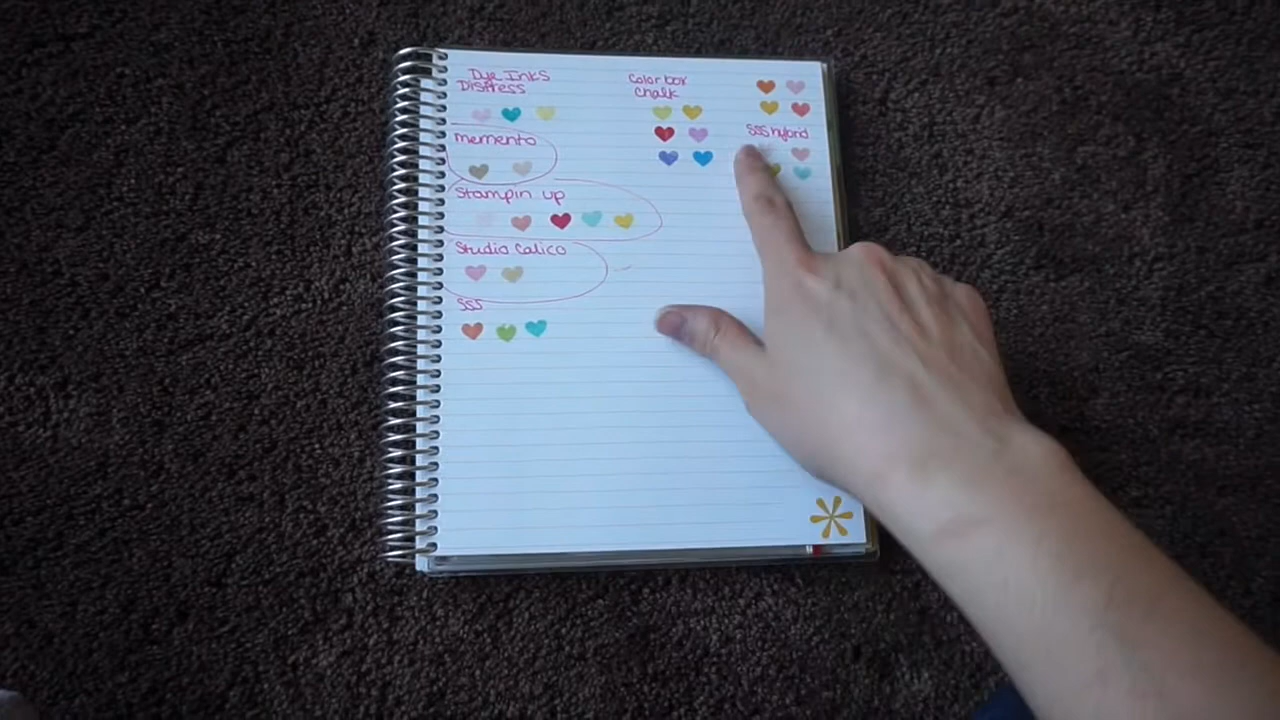 Dye Inks
Distress
memento
Stampin up
Studio Calico
SSS
Color box
Chalk
SSS hybrid